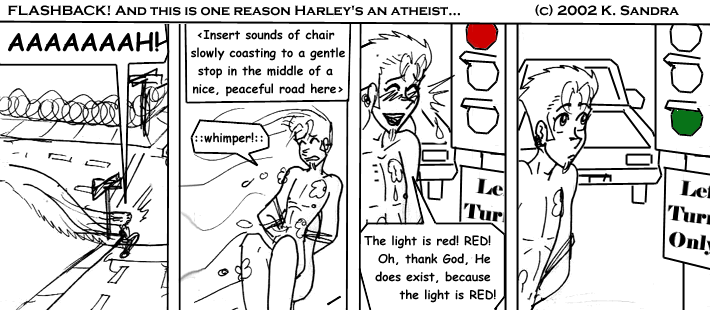 FLASHBACK! AND THIS IS ONE REASON HARLEY'S AN ATHEIST... (C) 2002 K. SANDRA
AAAAAAAH!
<Insert sounds of chair
slowly coasting to a gentle
stop in the middle of a
nice, peaceful road here>
::whimper!::
The light is red! RED!
Oh, thank God, He
does exist, because
the light is RED!
Le
Tur
Left
Turn
Only